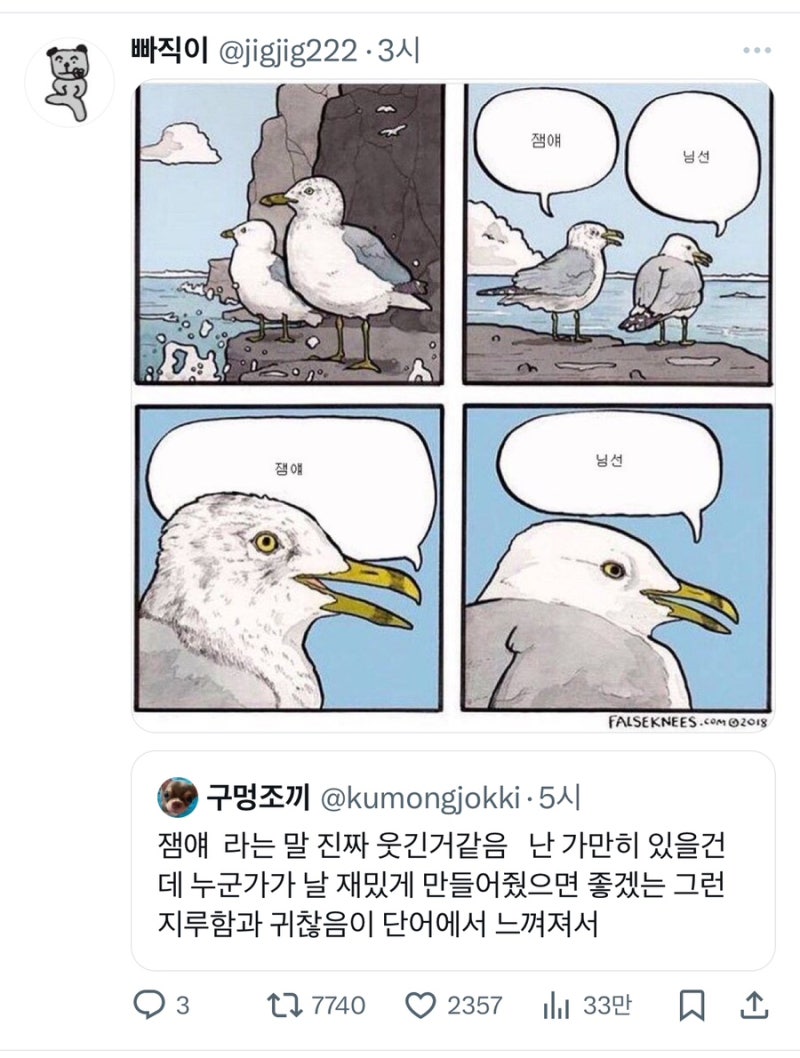 빠직이 @jigjig222 · 3시
잼얘
닝선
잼얘
닝선
FALSEKNEES.COM©2018
구멍조끼 @kumongjokki · 5시
잼얘 라는 말 진짜 웃긴거같음 난 가만히 있을건
데 누군가가 날 재밌게 만들어줬으면 좋겠는 그런
지루함과 귀찮음이 단어에서 느껴져서
3 7740 2357 33만